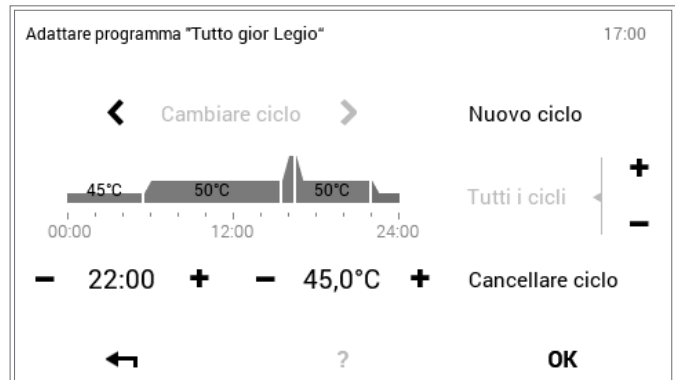 Adattare programma "Tutto gior Legio“ 17:00
Cambiare ciclo Nuovo ciclo
45°C 50°C 50°C
Tutti i cicli
00:00 12:00 24:00
22:00 45,0°C Cancellare ciclo
? OK